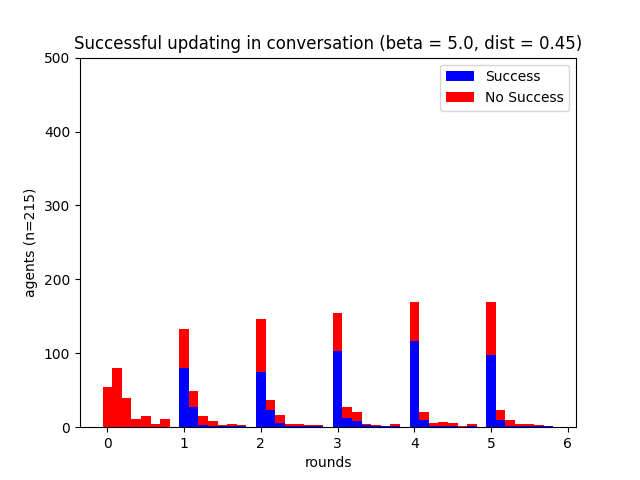 Successful updating in conversation (beta = 5.0, dist = 0.45)
Success
No Success
500
400
300
200
100
0
agents (n=215)
0 1 2 3 4 5 6
rounds